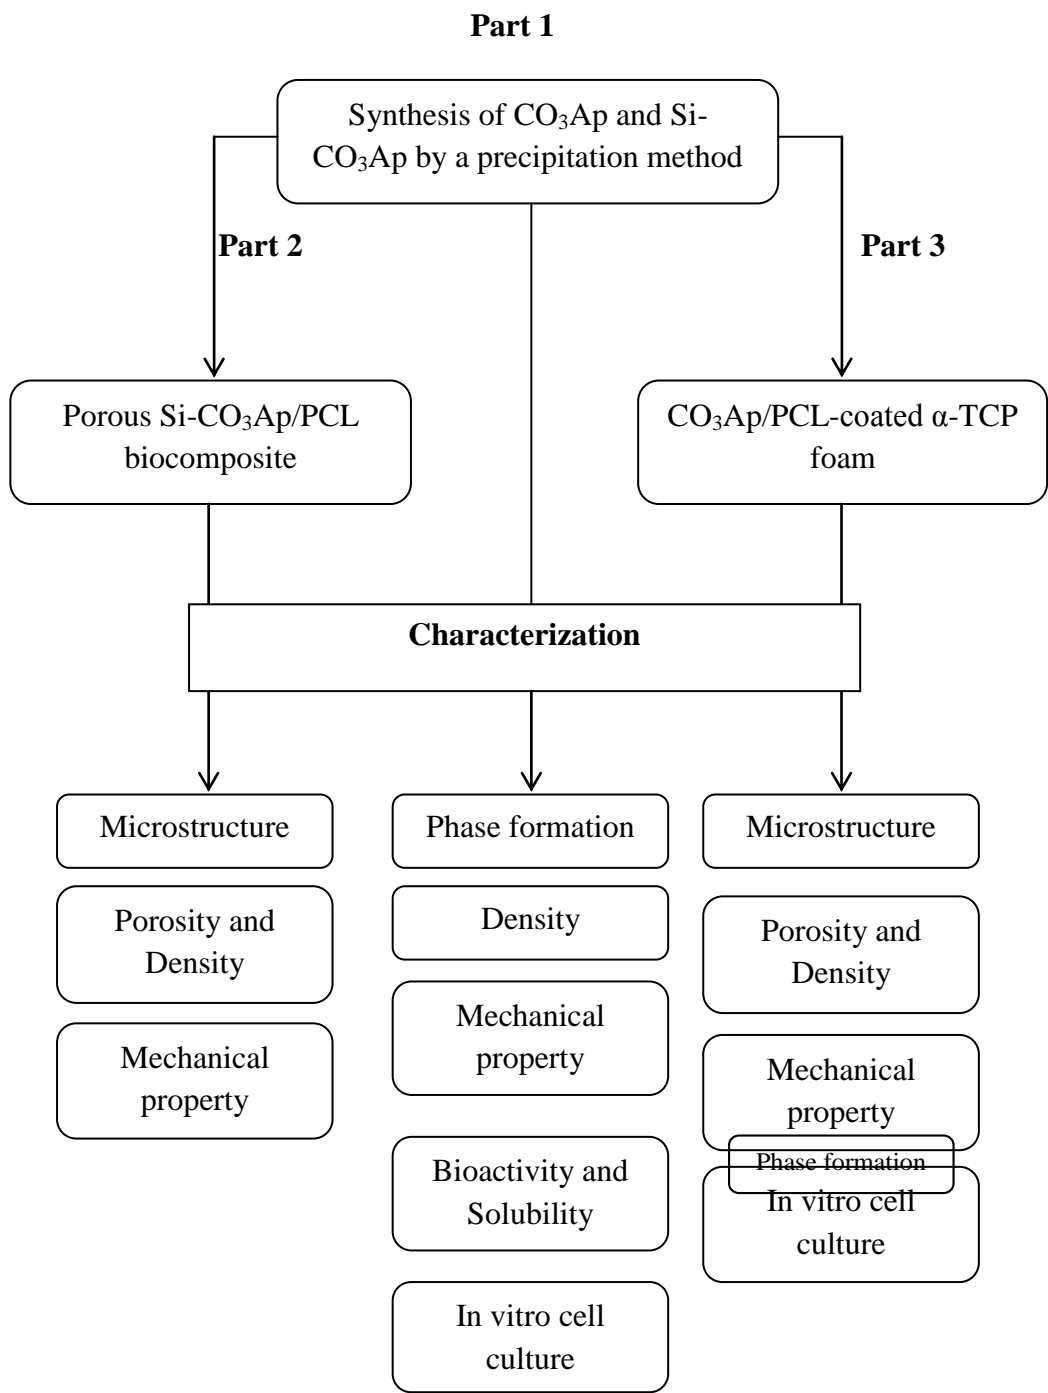 Part 1
Synthesis of CO₃Ap and Si-
CO₃Ap by a precipitation method
Part 2
Part 3
Porous Si-CO₃Ap/PCL
biocomposite
CO₃Ap/PCL-coated α-TCP
foam
Characterization
Microstructure
Porosity and
Density
Mechanical
property
Phase formation
Density
Mechanical
property
Bioactivity and
Solubility
In vitro cell
culture
Microstructure
Porosity and
Density
Mechanical
property
Phase formation
In vitro cell
culture